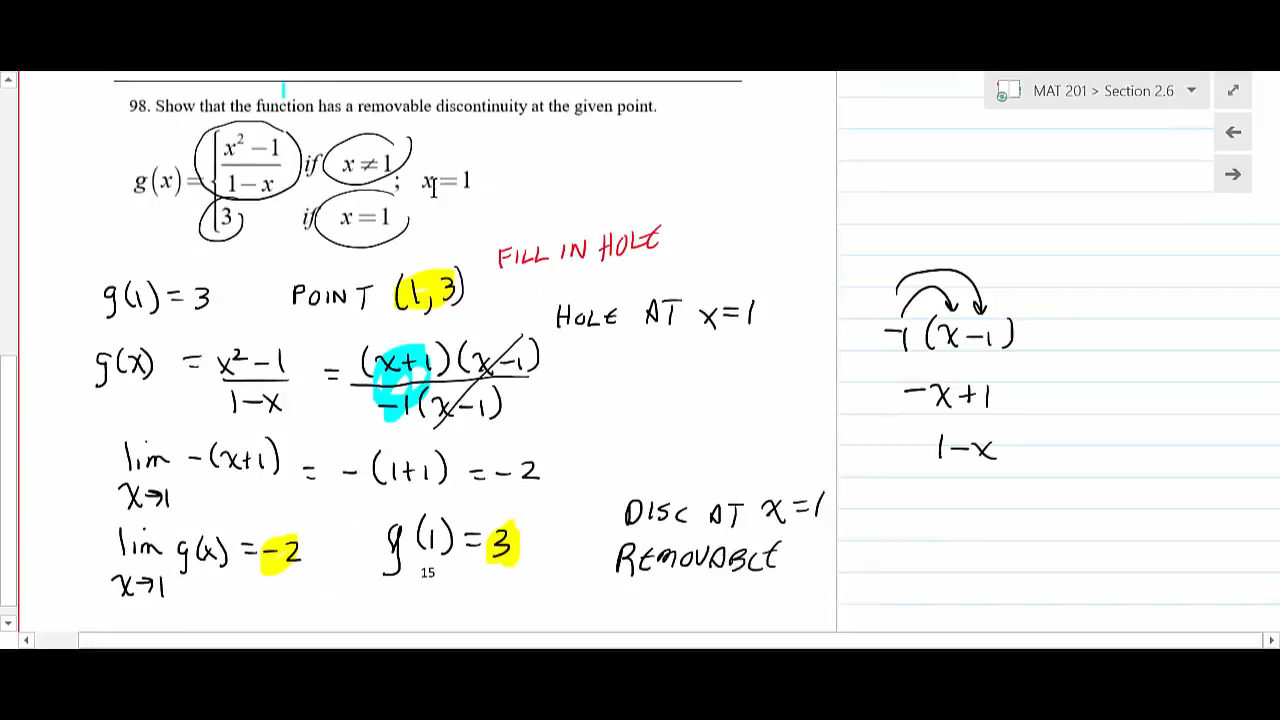 MAT 201 > Section 2.6
98. Show that the function has a removable discontinuity at the given point.
g(x) = { (x² − 1)/(1 − x) if x ≠ 1 ; x = 1
3 if x = 1
FILL IN HOLE
g(1) = 3 POINT (1, 3)
HOLE AT x = 1
g(x) = (x² − 1)/(1 − x) = (x+1)(x−1)/−1(x−1)
lim x→1 −(x+1) = −(1+1) = −2
lim x→1 g(x) = −2 g(1) = 3
DISC AT x = 1
REMOVABLE
15
−1(x−1)
−x+1
1−x